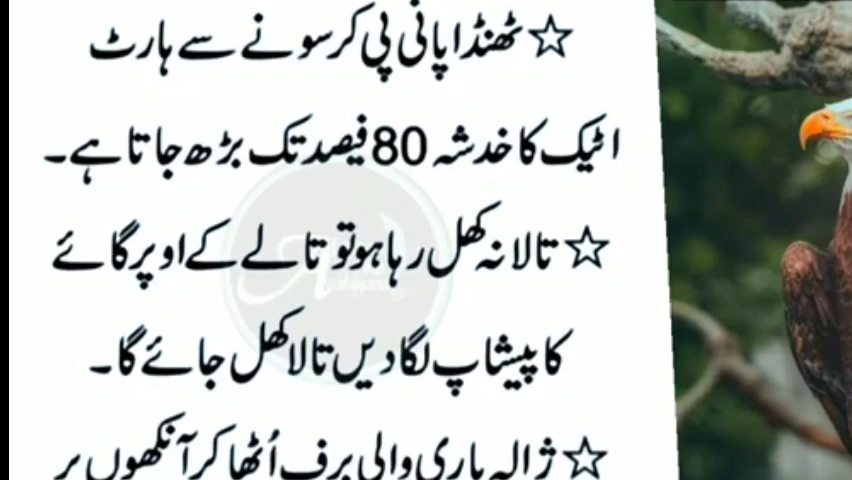 ☆ ٹھنڈا پانی پی کر سونے سے ہارٹ
اٹیک کا خدشہ 80 فیصد تک بڑھ جاتا ہے۔
☆ تالا نہ کھل رہا ہو تو تالے کے اوپر گائے
کا پیشاپ لگا دیں تالا کھل جائے گا۔
☆ ژالہ باری والی برف اُٹھا کر آنکھوں پر